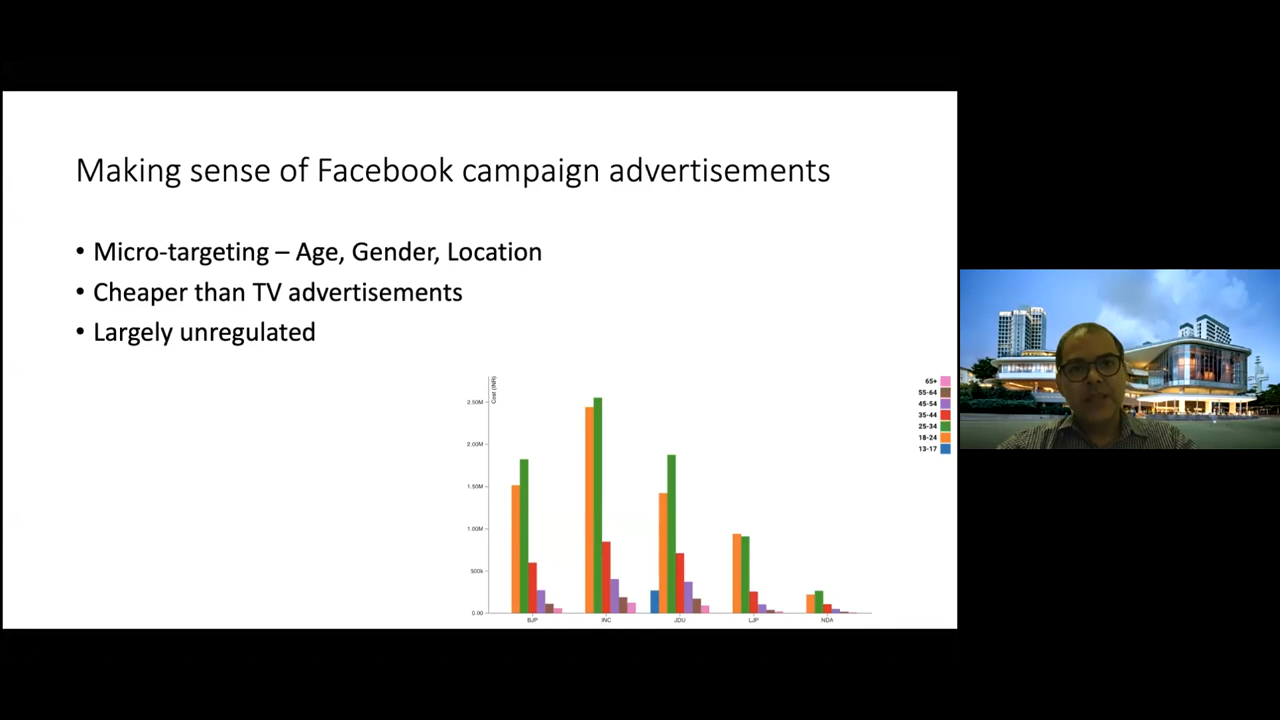 Making sense of Facebook campaign advertisements
• Micro-targeting – Age, Gender, Location
• Cheaper than TV advertisements
• Largely unregulated
Cost (INR)
2.50M
2.00M
1.50M
1.00M
500k
0.00
BJP
INC
JDU
LJP
NDA
65+
55-64
45-54
35-44
25-34
18-24
13-17